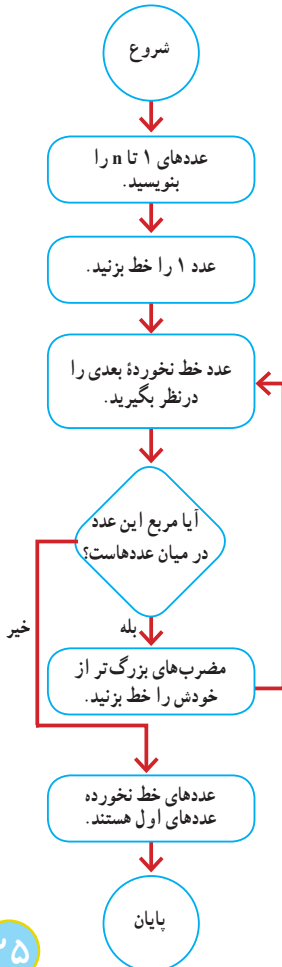 شروع
عددهای ۱ تا n را
بنویسید.
عدد ۱ را خط بزنید.
عدد خط نخوردهٔ بعدی را
درنظر بگیرید.
آیا مربع این عدد
در میان عددهاست؟
خیر
بله
مضرب‌های بزرگ‌تر از
خودش را خط بزنید.
عددهای خط نخورده
عددهای اول هستند.
پایان